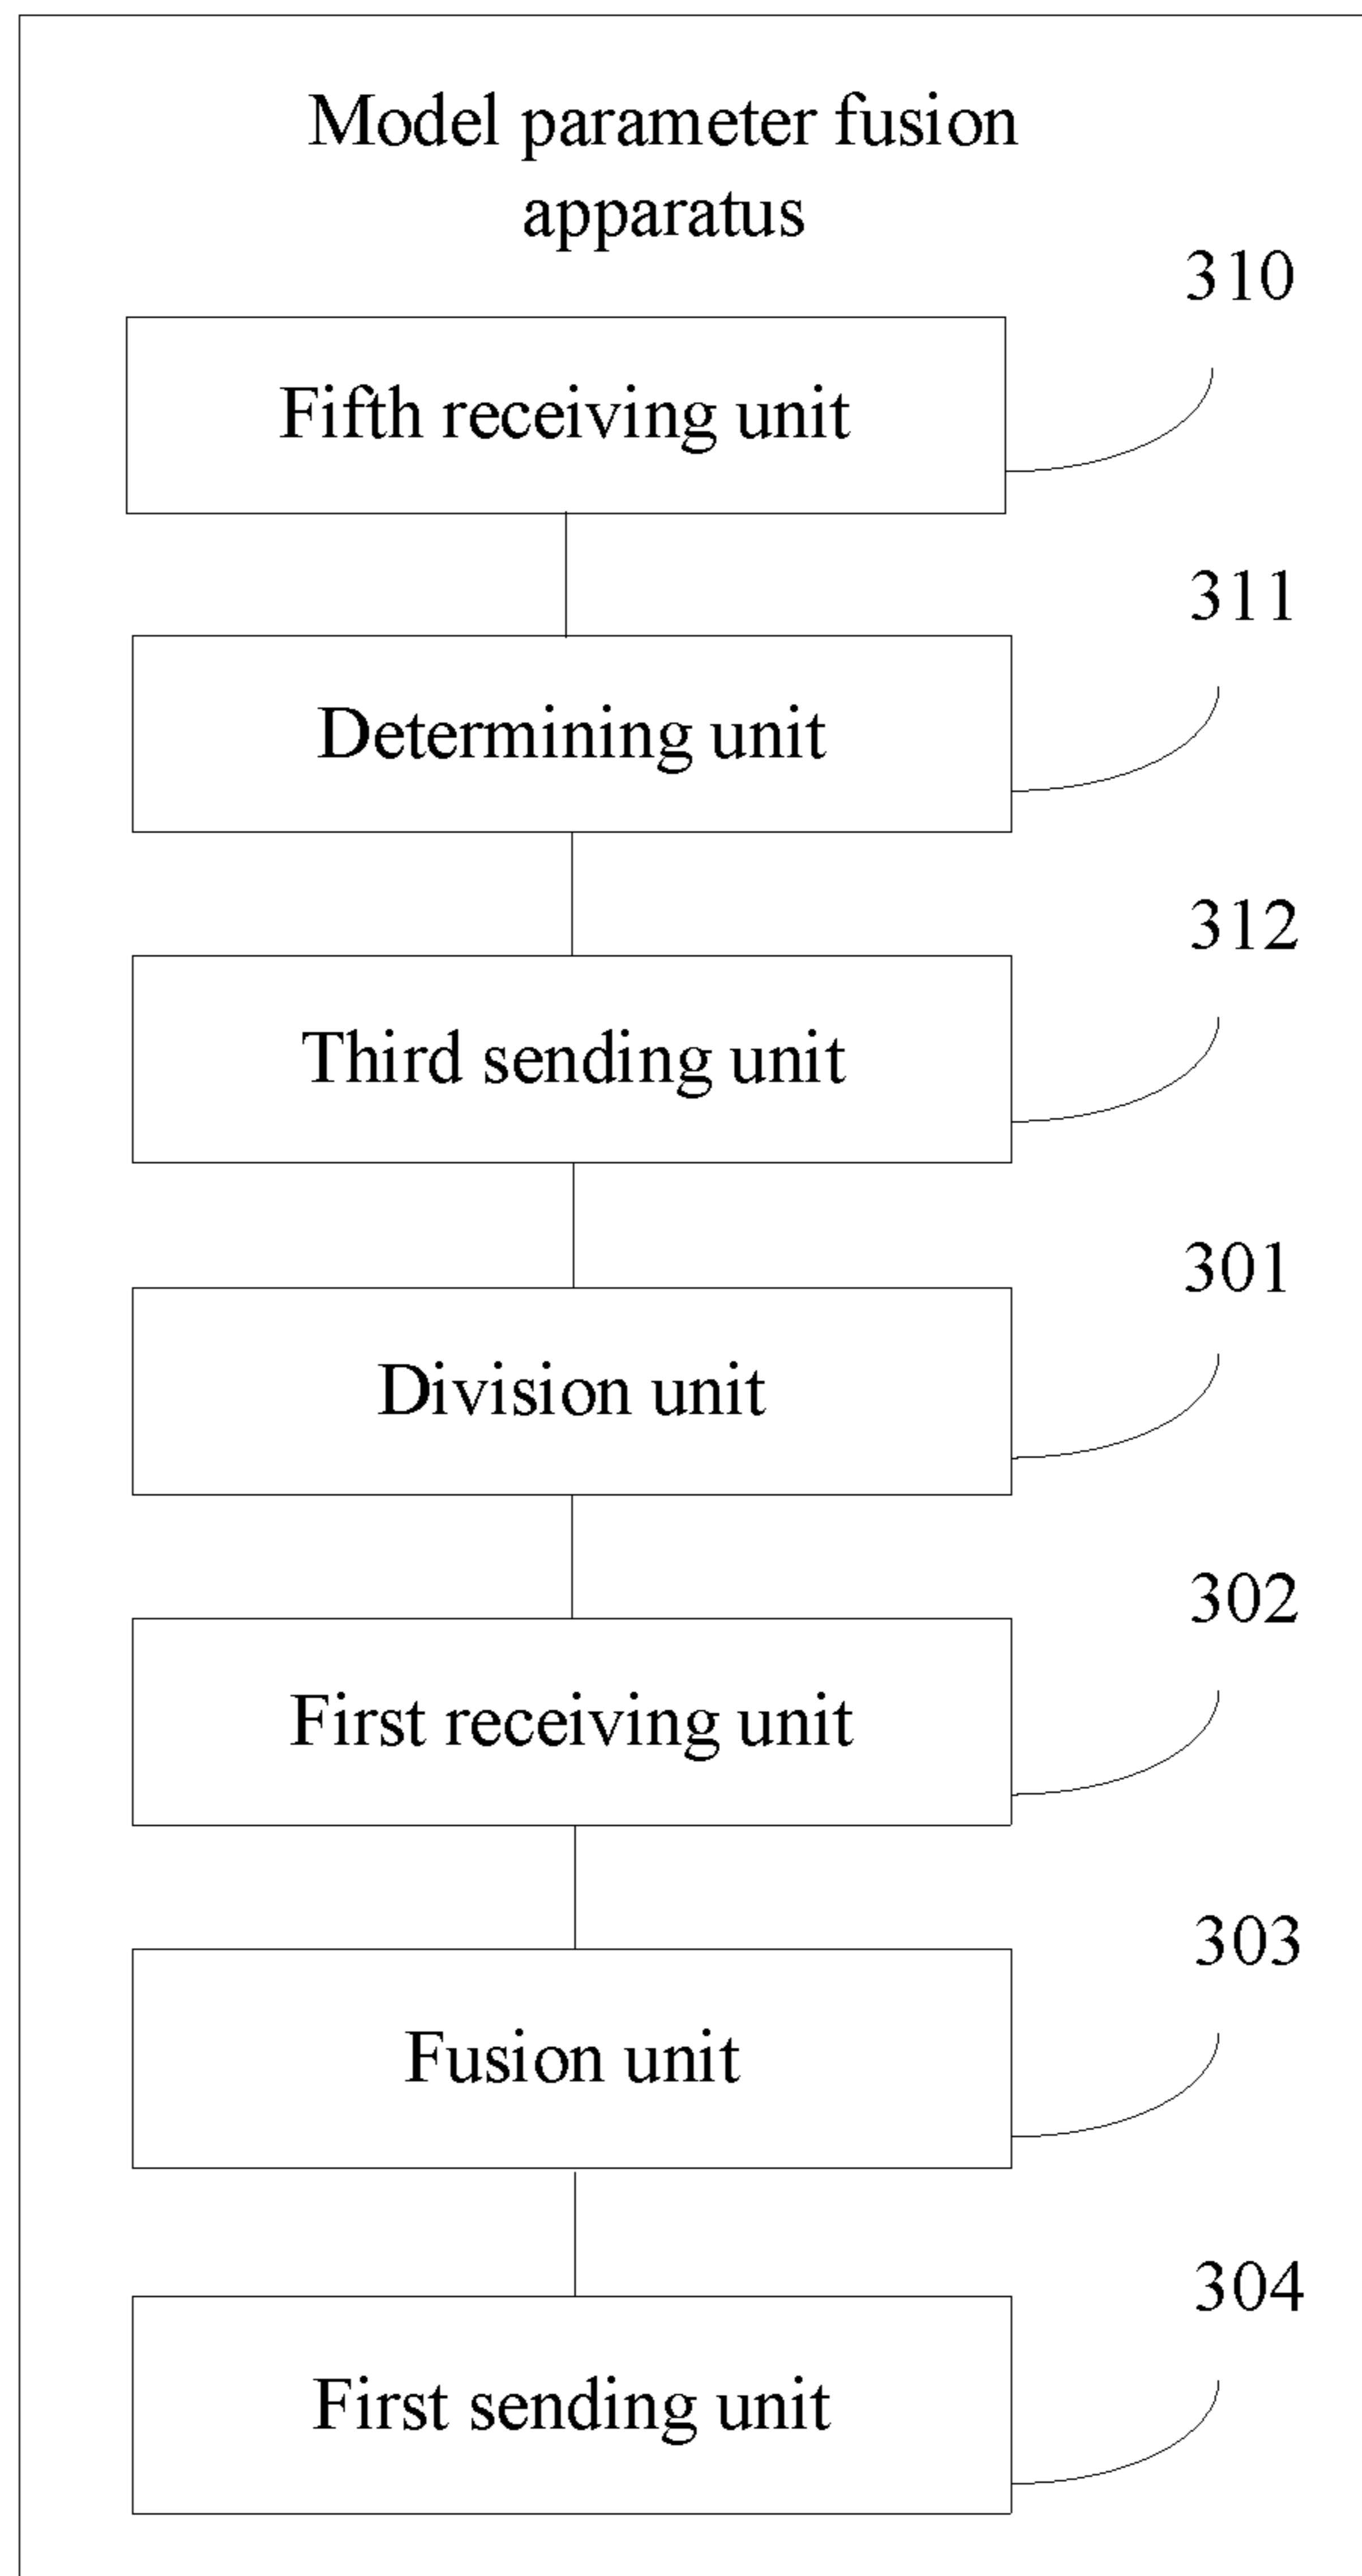 Model parameter fusion
apparatus
310
Fifth receiving unit
311
Determining unit
312
Third sending unit
301
Division unit
302
First receiving unit
303
Fusion unit
304
First sending unit